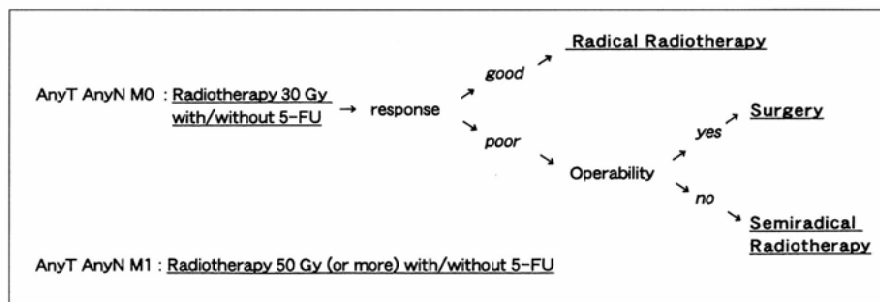 Radical Radiotherapy
good
AnyT AnyN M0 : Radiotherapy 30 Gy → response
with/without 5-FU
Surgery
yes
poor
Operability
no
Semiradical
Radiotherapy
AnyT AnyN M1 : Radiotherapy 50 Gy (or more) with/without 5-FU